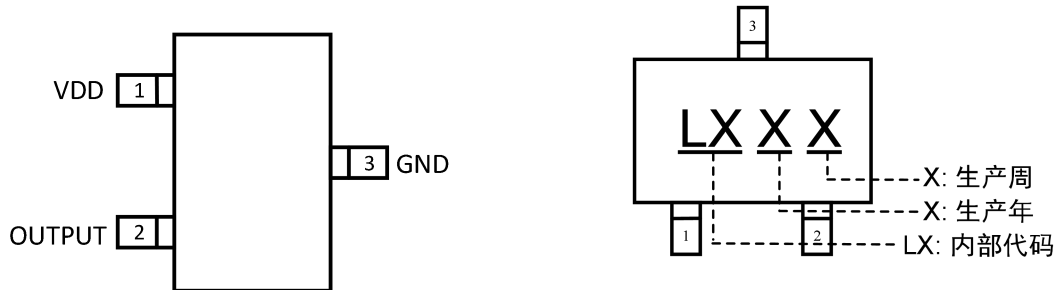 VDD 1
3 GND
OUTPUT 2
3
LX X X
X: 生产周
X: 生产年
1 2
LX: 内部代码